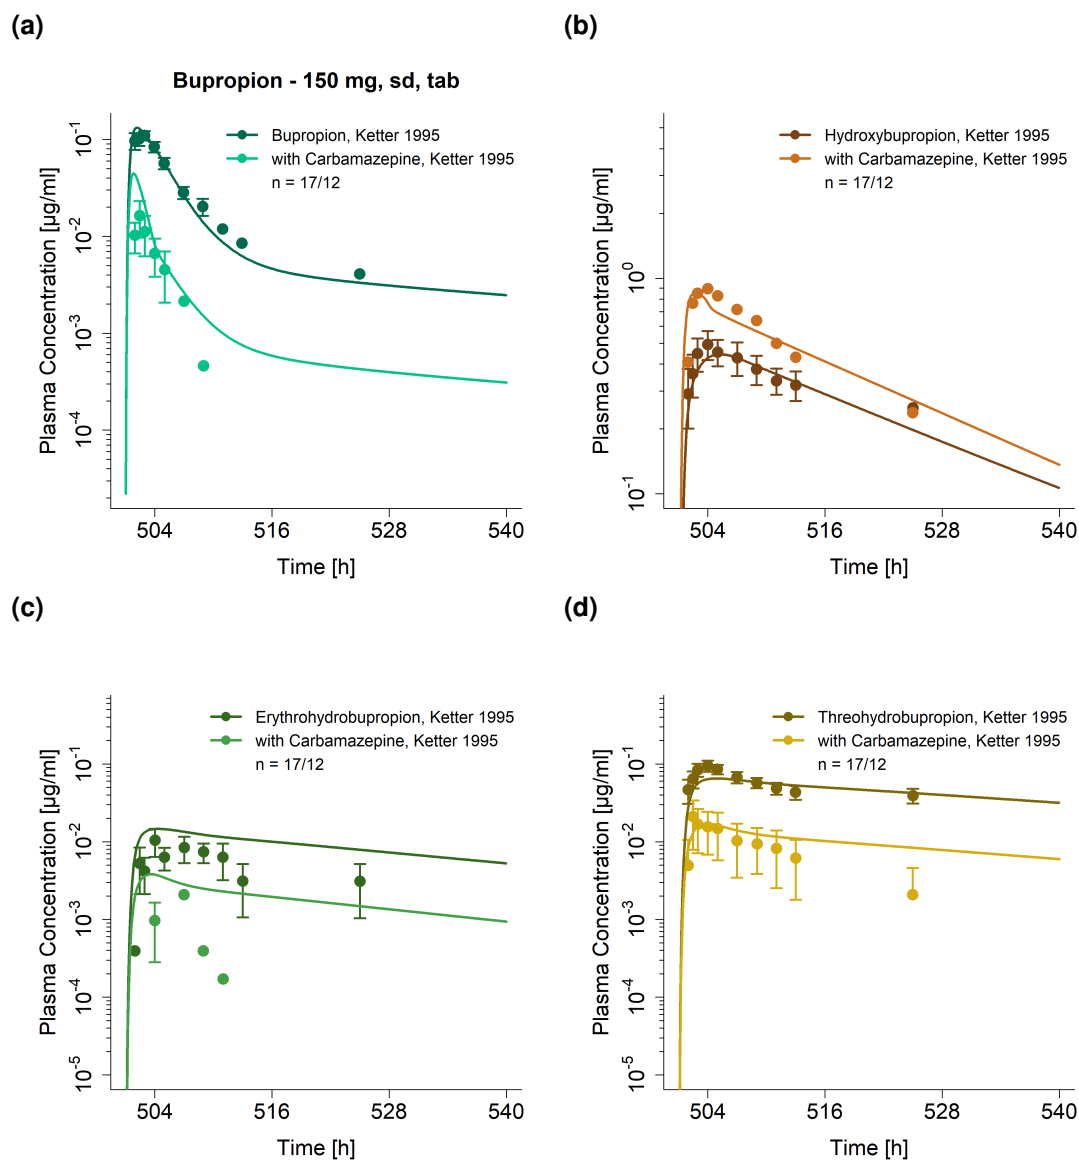 (a)
Bupropion - 150 mg, sd, tab
Bupropion, Ketter 1995
with Carbamazepine, Ketter 1995
n = 17/12
Plasma Concentration [µg/ml]
10⁻¹
10⁻²
10⁻³
10⁻⁴
504 516 528 540
Time [h]
(b)
Hydroxybupropion, Ketter 1995
with Carbamazepine, Ketter 1995
n = 17/12
Plasma Concentration [µg/ml]
10⁰
10⁻¹
504 516 528 540
Time [h]
(c)
Erythrohydrobupropion, Ketter 1995
with Carbamazepine, Ketter 1995
n = 17/12
Plasma Concentration [µg/ml]
10⁻¹
10⁻²
10⁻³
10⁻⁴
10⁻⁵
504 516 528 540
Time [h]
(d)
Threohydrobupropion, Ketter 1995
with Carbamazepine, Ketter 1995
n = 17/12
Plasma Concentration [µg/ml]
10⁻¹
10⁻²
10⁻³
10⁻⁴
10⁻⁵
504 516 528 540
Time [h]